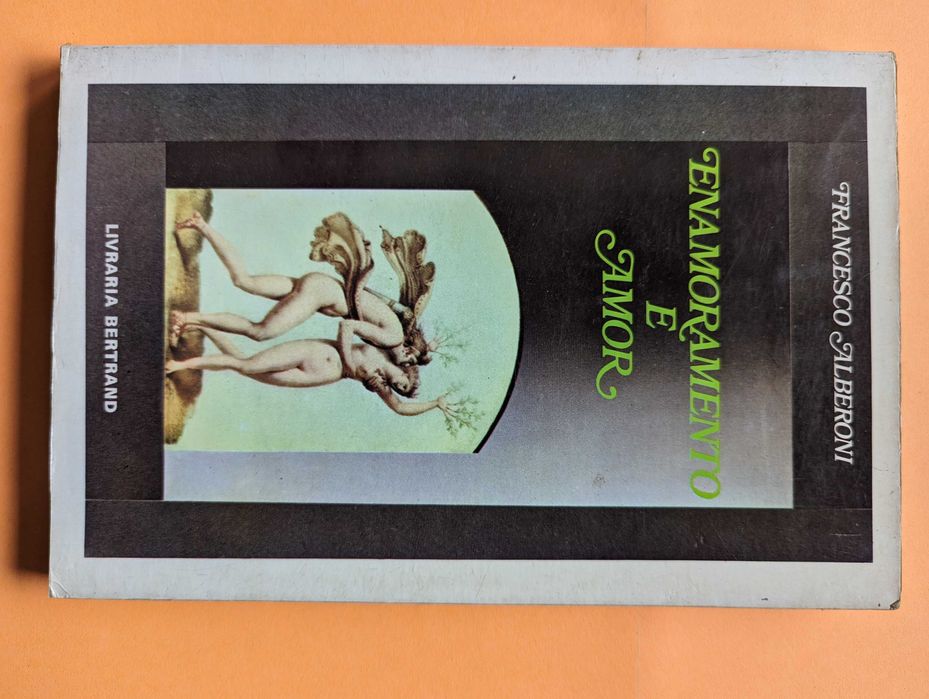 FRANCESCO ALBERONI
ENAMORAMENTO
E
AMOR
LIVRARIA BERTRAND